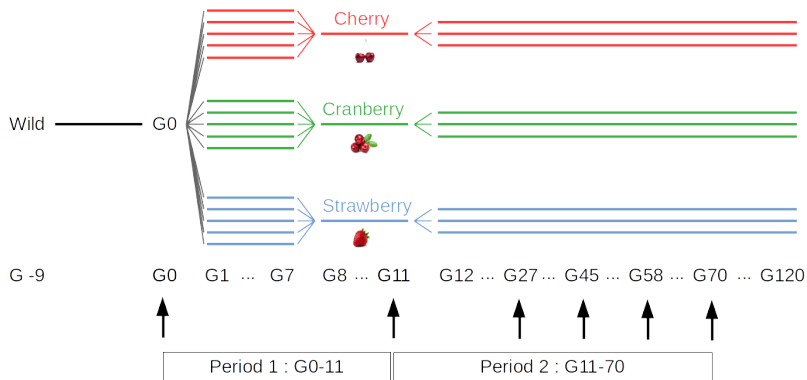 Cherry
Cranberry
Wild G0
Strawberry
G -9 G0 G1 ... G7 G8 ... G11 G12 ... G27 ... G45 ... G58 ... G70 ... G120
Period 1 : G0-11 Period 2 : G11-70